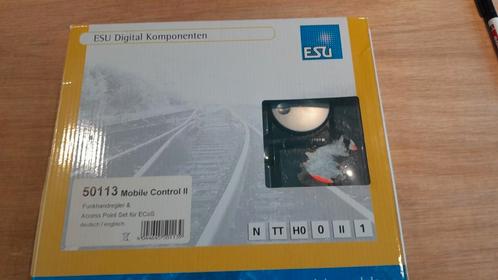 ESU Digital Komponenten
ESU
50113 Mobile Control II
Funkhandregler &
Access Point Set für ECoS
deutsch / englisch
N TT H0 0 II 1